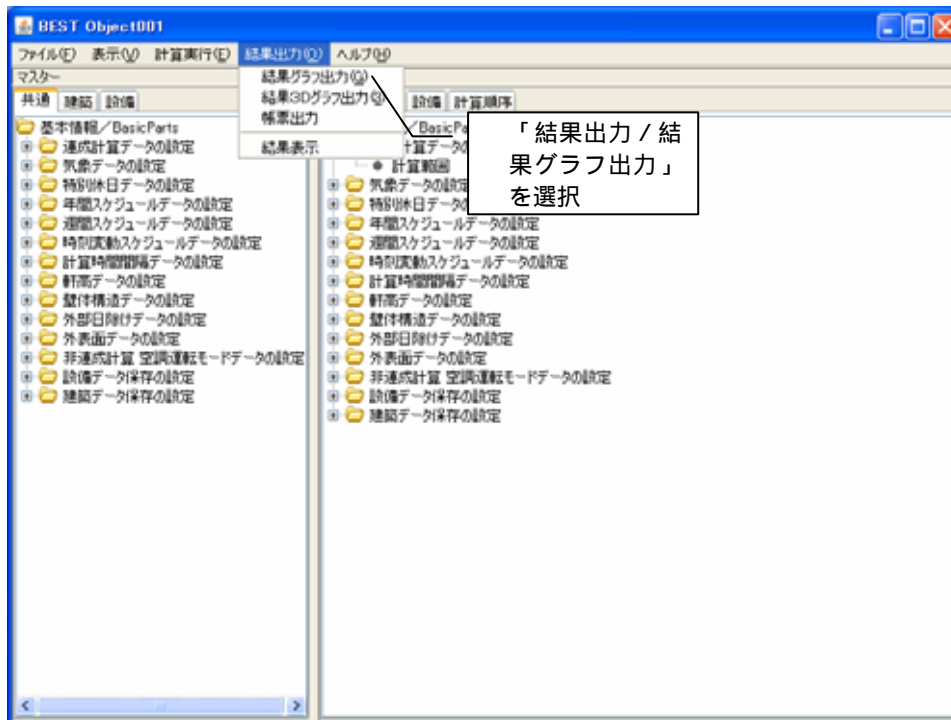 BEST Object001
ファイル(F) 表示(V) 計算実行(E) 結果出力(O) ヘルプ(H)
マスター
結果グラフ出力(G)
結果3Dグラフ出力
帳票出力
結果表示
「結果出力 / 結
果グラフ出力」
を選択
共通 建築 設備
基本情報/BasicParts
連成計算データの設定
気象データの設定
特別休日データの設定
年間スケジュールデータの設定
週間スケジュールデータの設定
時刻変動スケジュールデータの設定
計算時間間隔データの設定
軒高データの設定
壁体構造データの設定
外部日除けデータの設定
外表面データの設定
非連成計算 空調運転モードデータの設定
設備データ保存の設定
建築データ保存の設定
設備 計算順序
/BasicPa
計算データの
計算範囲
気象データの設定
特別休日データの
年間スケジュールデータの設定
週間スケジュールデータの設定
時刻変動スケジュールデータの設定
計算時間間隔データの設定
軒高データの設定
壁体構造データの設定
外部日除けデータの設定
外表面データの設定
非連成計算 空調運転モードデータの設定
設備データ保存の設定
建築データ保存の設定